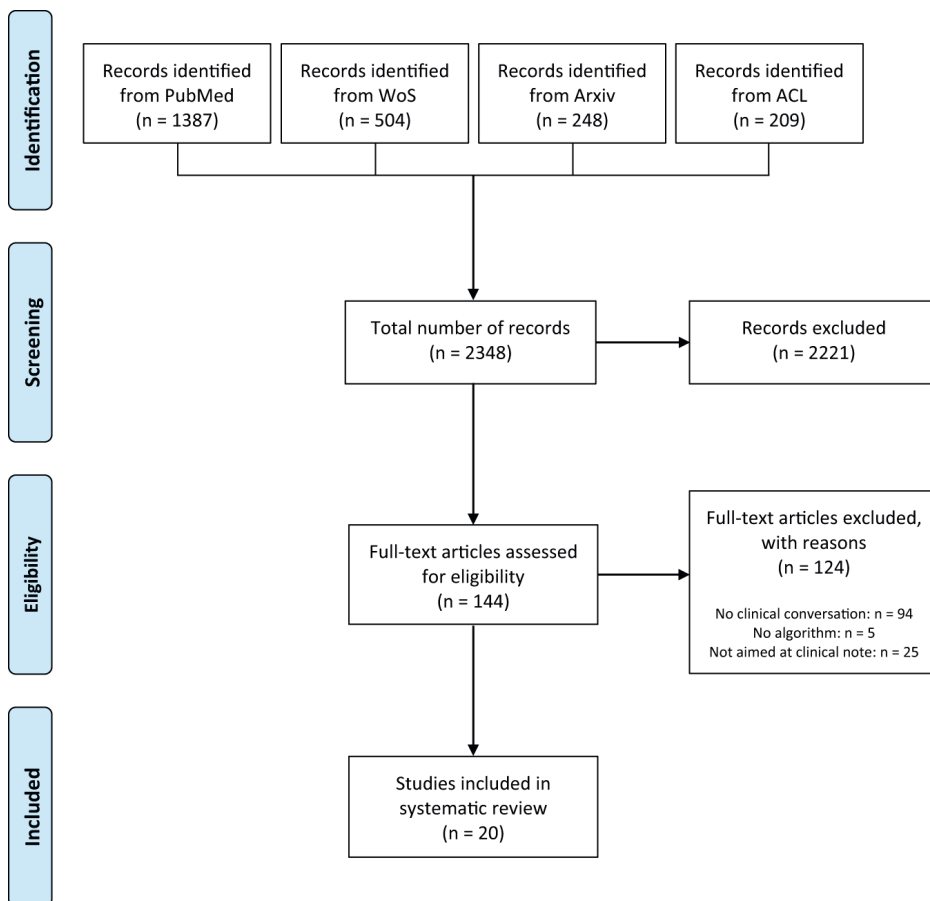 Identification
Records identified
from PubMed
(n = 1387)
Records identified
from WoS
(n = 504)
Records identified
from Arxiv
(n = 248)
Records identified
from ACL
(n = 209)
Screening
Total number of records
(n = 2348)
Records excluded
(n = 2221)
Eligibility
Full-text articles assessed
for eligibility
(n = 144)
Full-text articles excluded,
with reasons
(n = 124)
No clinical conversation: n = 94
No algorithm: n = 5
Not aimed at clinical note: n = 25
Included
Studies included in
systematic review
(n = 20)